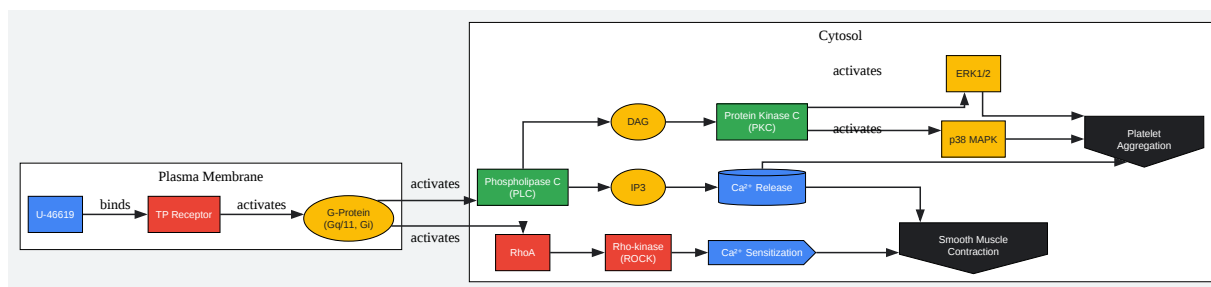 Cytosol
activates
ERK1/2
DAG
Protein Kinase C
(PKC)
activates
p38 MAPK
Platelet
Aggregation
Plasma Membrane
activates
Phospholipase C
(PLC)
IP3
Ca²⁺ Release
U-46619
binds
TP Receptor
activates
G-Protein
(Gq/11, Gi)
activates
RhoA
Rho-kinase
(ROCK)
Ca²⁺ Sensitization
Smooth Muscle
Contraction